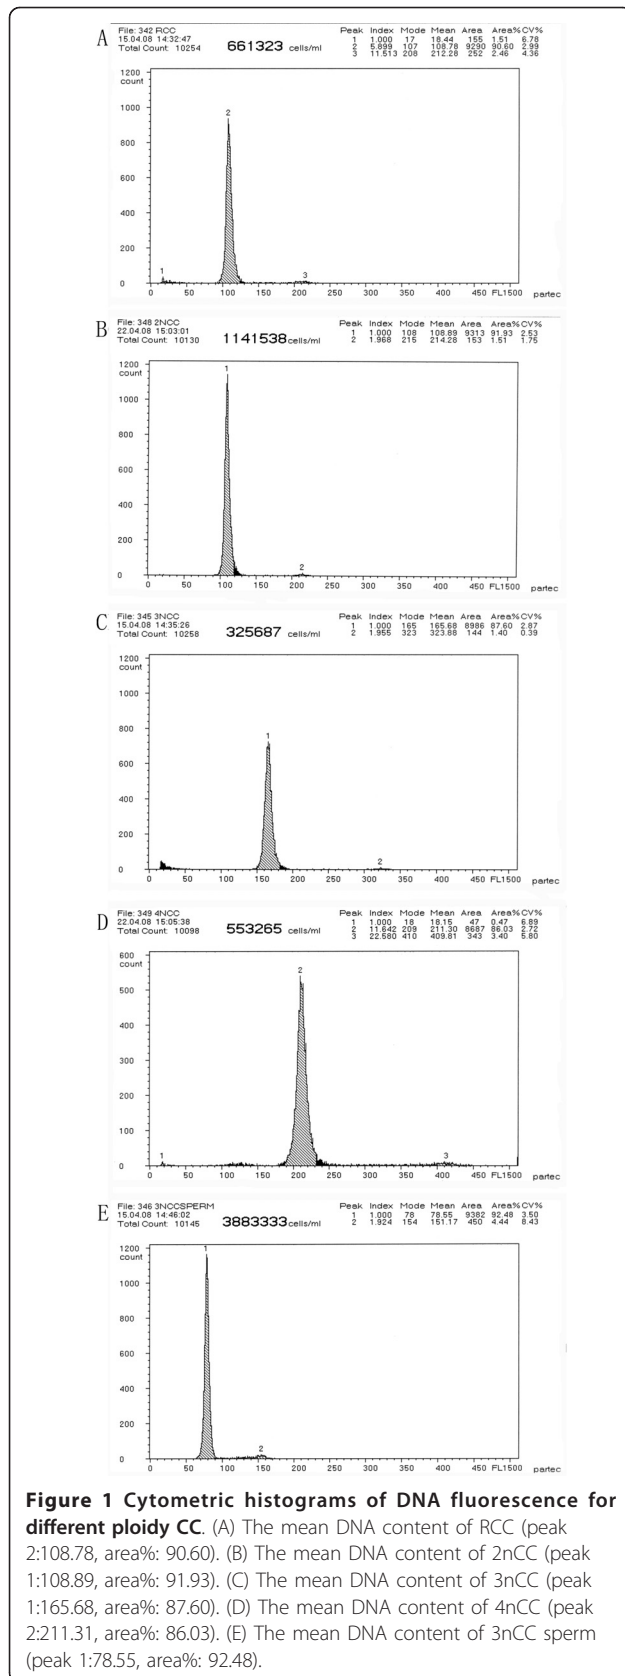 A
File: 342 RCC
15.04.08 14:32:47
Total Count: 10254
661323 cells/ml
Peak Index Mode Mean Area Area% CV%
1 1.000 17 18.44 155 1.51 6.78
2 5.899 107 108.78 9290 90.60 2.99
3 11.513 208 212.28 252 2.46 4.36
1200
count
1000
800
600
400
200
0
2
1
3
0 50 100 150 200 250 300 350 400 450 FL1500 partec
B
File: 348 2NCC
22.04.08 15:03:01
Total Count: 10130
1141538 cells/ml
Peak Index Mode Mean Area Area% CV%
1 1.000 108 108.89 9313 91.93 2.53
2 1.968 215 214.28 153 1.51 1.75
1200
count
1000
800
600
400
200
0
1
2
0 50 100 150 200 250 300 350 400 450 FL1500 partec
C
File: 345 3NCC
15.04.08 14:35:26
Total Count: 10258
325687 cells/ml
Peak Index Mode Mean Area Area% CV%
1 1.000 165 165.68 8986 87.60 2.87
2 1.955 323 323.88 144 1.40 0.39
1200
count
1000
800
600
400
200
0
1
2
0 50 100 150 200 250 300 350 400 450 FL1500 partec
D
File: 349 4NCC
22.04.08 15:05:38
Total Count: 10098
553265 cells/ml
Peak Index Mode Mean Area Area% CV%
1 1.000 18 18.15 47 0.47 6.89
2 11.642 209 211.30 8687 86.03 2.72
3 22.580 410 409.81 343 3.40 5.80
600
count
500
400
300
200
100
0
2
1
3
0 50 100 150 200 250 300 350 400 450 FL1500 partec
E
File: 346 3NCCSPERM
15.04.08 14:46:02
Total Count: 10145
3883333 cells/ml
Peak Index Mode Mean Area Area% CV%
1 1.000 78 78.55 9382 92.48 3.50
2 1.924 154 151.17 450 4.44 8.43
1200
count
1000
800
600
400
200
0
1
2
0 50 100 150 200 250 300 350 400 450 FL1500 partec
Figure 1 Cytometric histograms of DNA fluorescence for
different ploidy CC. (A) The mean DNA content of RCC (peak
2:108.78, area%: 90.60). (B) The mean DNA content of 2nCC (peak
1:108.89, area%: 91.93). (C) The mean DNA content of 3nCC (peak
1:165.68, area%: 87.60). (D) The mean DNA content of 4nCC (peak
2:211.31, area%: 86.03). (E) The mean DNA content of 3nCC sperm
(peak 1:78.55, area%: 92.48).